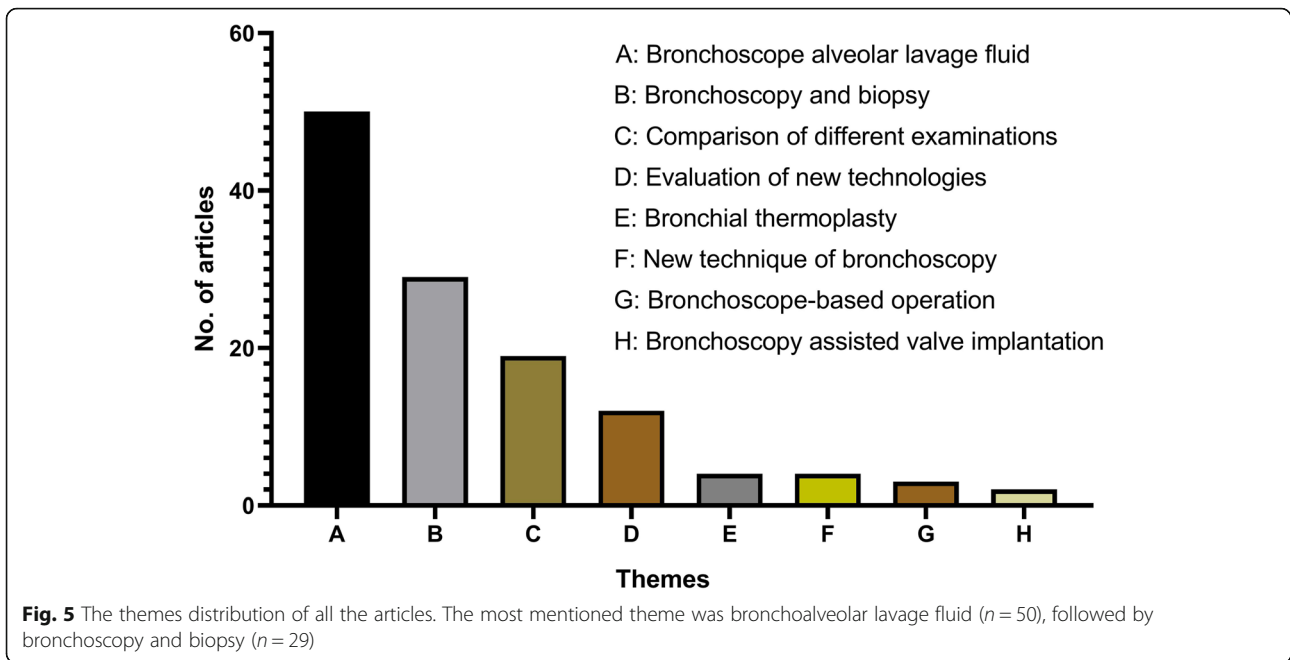 60
40
20
0
No. of articles
A: Bronchoscope alveolar lavage fluid
B: Bronchoscopy and biopsy
C: Comparison of different examinations
D: Evaluation of new technologies
E: Bronchial thermoplasty
F: New technique of bronchoscopy
G: Bronchoscope-based operation
H: Bronchoscopy assisted valve implantation
A B C D E F G H
Themes
Fig. 5 The themes distribution of all the articles. The most mentioned theme was bronchoalveolar lavage fluid (n = 50), followed by
bronchoscopy and biopsy (n = 29)